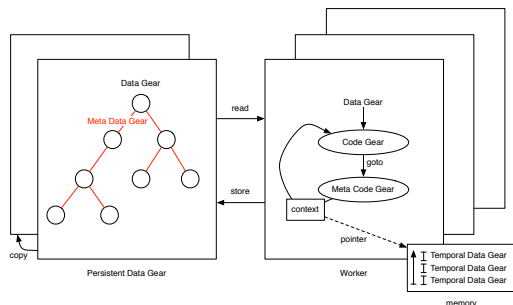 Data Gear
Meta Data Gear
copy
Persistent Data Gear
read
store
Data Gear
Code Gear
goto
Meta Code Gear
context
pointer
Worker
Temporal Data Gear
Temporal Data Gear
Temporal Data Gear
memory